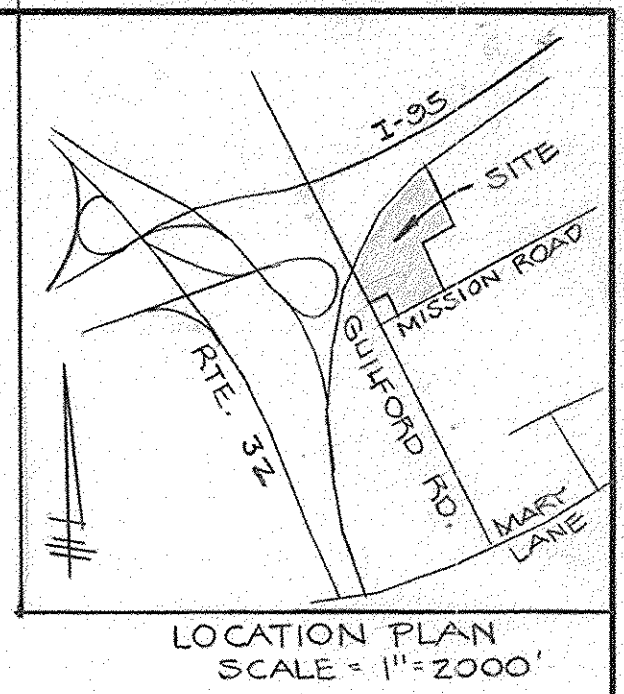 I-95
SITE
MISSION ROAD
GUILFORD RD.
RTE. 32
MARY
LANE
LOCATION PLAN
SCALE = 1"=2000'